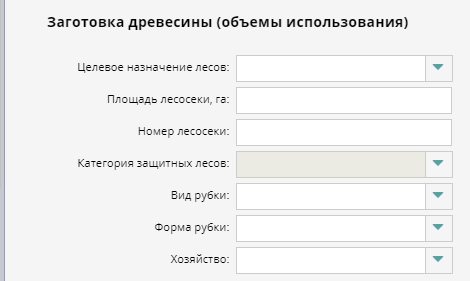 Заготовка древесины (объемы использования)
Целевое назначение лесов:
Площадь лесосеки, га:
Номер лесосеки:
Категория защитных лесов:
Вид рубки:
Форма рубки:
Хозяйство: